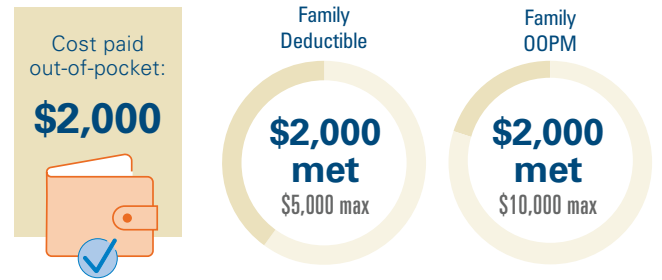 Cost paid
out-of-pocket:
$2,000
Family
Deductible
$2,000
met
$5,000 max
Family
OOPM
$2,000
met
$10,000 max